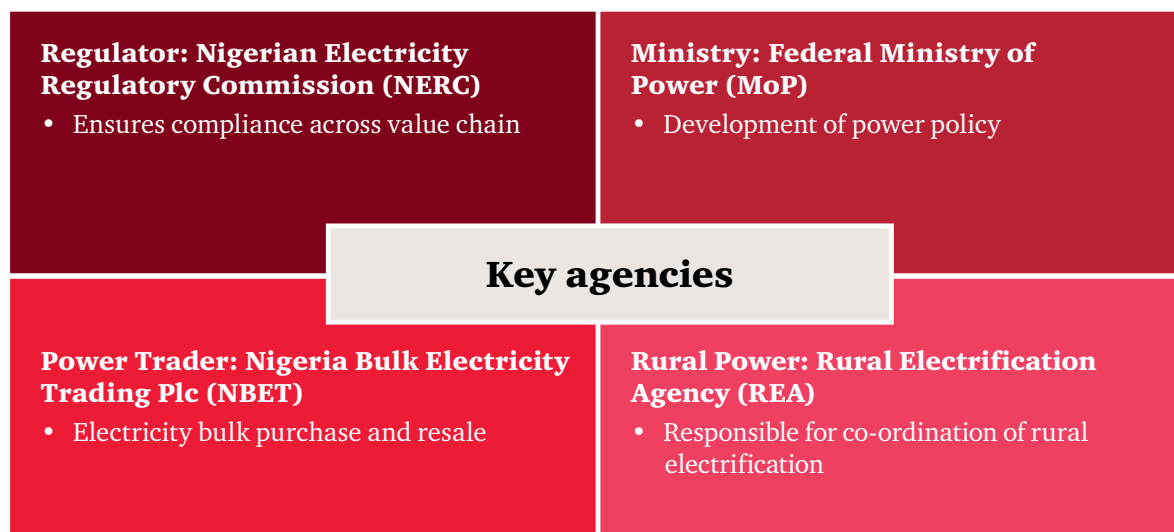 Regulator: Nigerian Electricity
Regulatory Commission (NERC)
• Ensures compliance across value chain
Ministry: Federal Ministry of
Power (MoP)
• Development of power policy
Key agencies
Power Trader: Nigeria Bulk Electricity
Trading Plc (NBET)
• Electricity bulk purchase and resale
Rural Power: Rural Electrification
Agency (REA)
• Responsible for co-ordination of rural
electrification